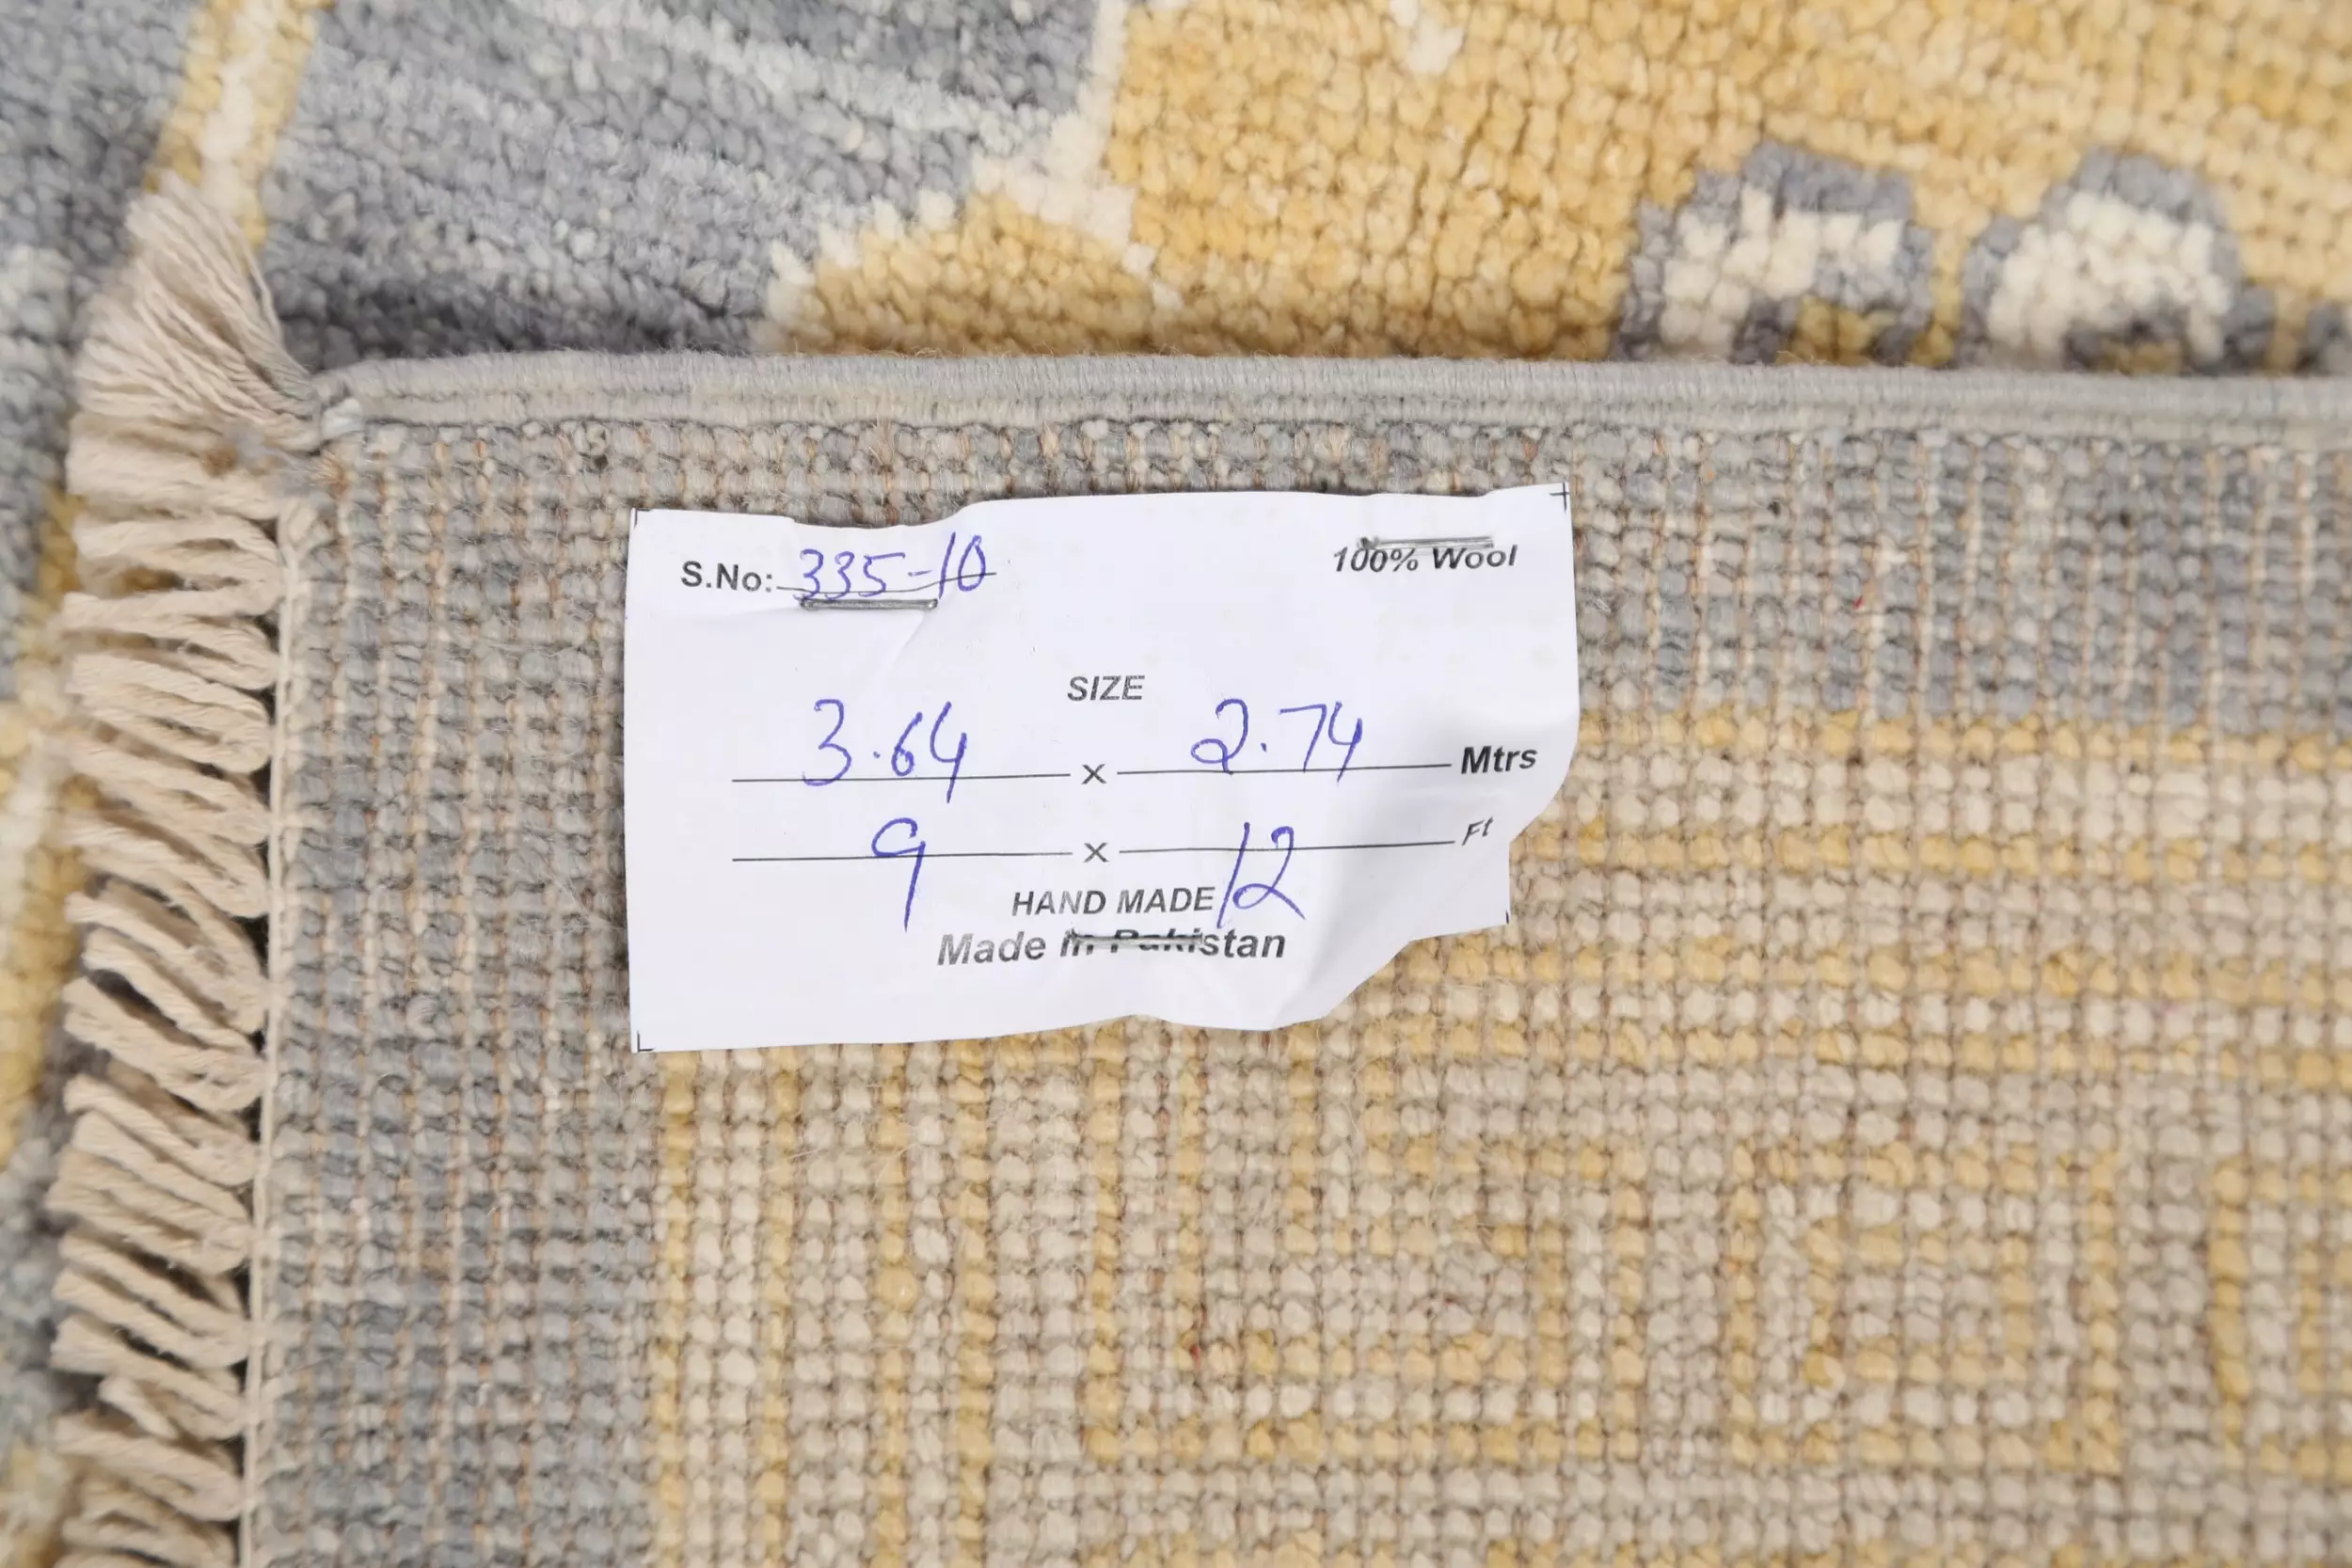 S.No: 335-10
100% Wool
SIZE
3.64 x 2.74 Mtrs
9 x 12 Ft
HAND MADE
Made in Pakistan